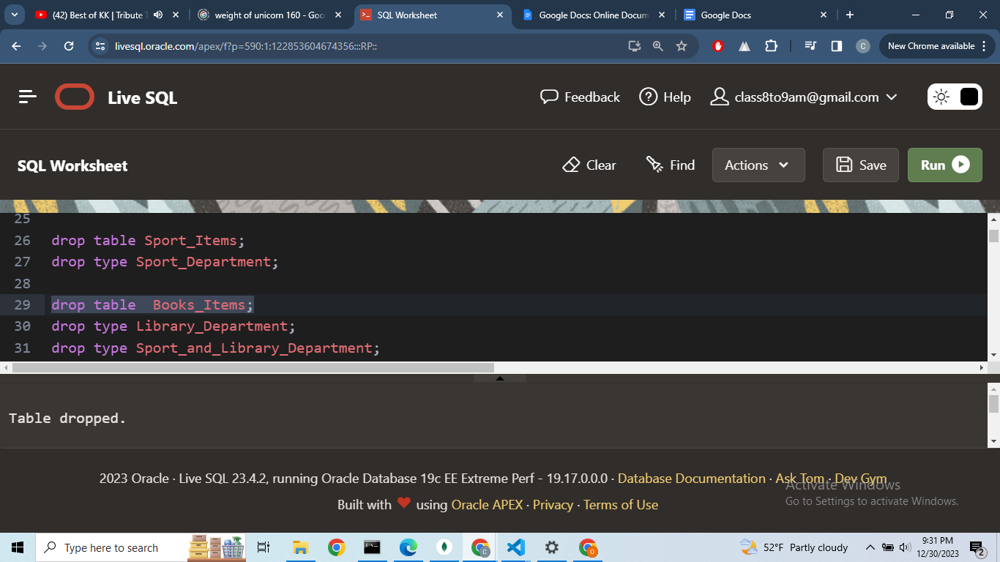 (42) Best of KK | Tribute T
weight of unicorn 160 - Goo
SQL Worksheet
Google Docs: Online Docum
Google Docs
livesql.oracle.com/apex/f?p=590:1:122853604674356:::RP::
C
New Chrome available
Live SQL
Feedback
Help
class8to9am@gmail.com
SQL Worksheet
Clear
Find
Actions
Save
Run
25
26 drop table Sport_Items;
27 drop type Sport_Department;
28
29 drop table  Books_Items;
30 drop type Library_Department;
31 drop type Sport_and_Library_Department;
Table dropped.
2023 Oracle · Live SQL 23.4.2, running Oracle Database 19c EE Extreme Perf - 19.17.0.0.0 · Database Documentation · Ask Tom · Dev Gym
Built with ❤ using Oracle APEX · Privacy · Terms of Use
Activate Windows
Go to Settings to activate Windows.
Type here to search
52°F Partly cloudy
9:31 PM
12/30/2023
2